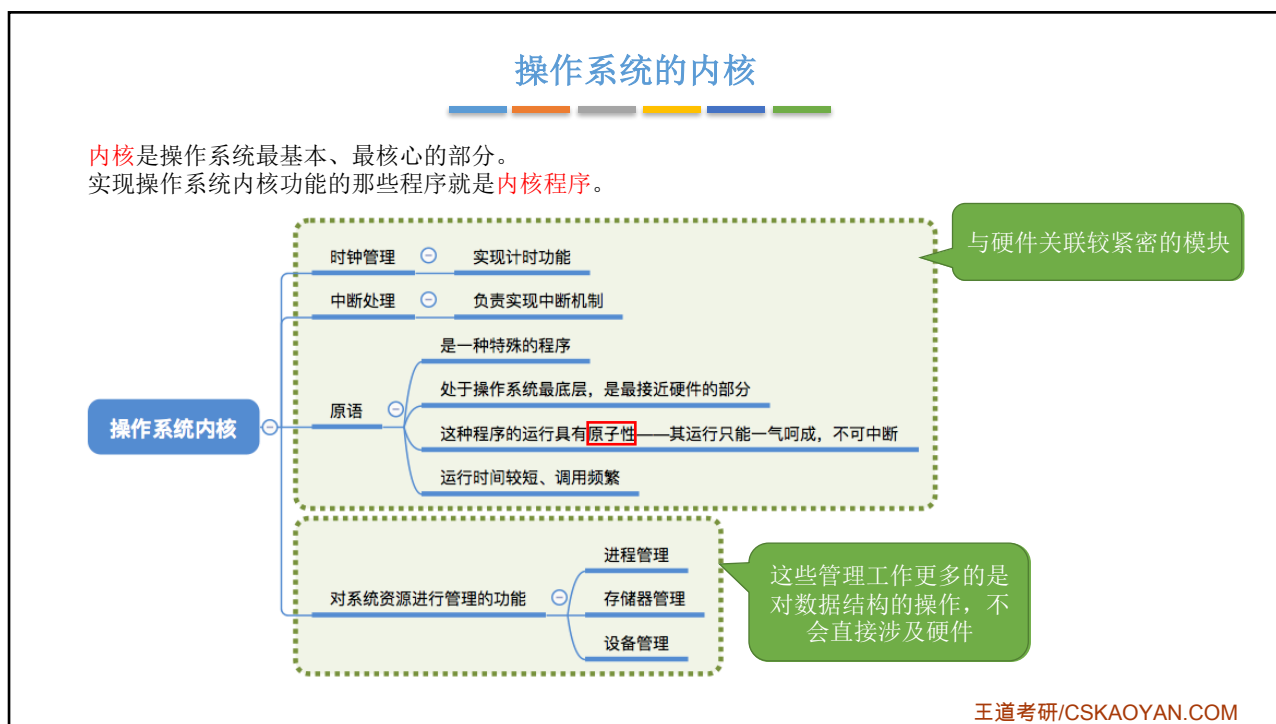 操作系统的内核
内核是操作系统最基本、最核心的部分。
实现操作系统内核功能的那些程序就是内核程序。
与硬件关联较紧密的模块
时钟管理
实现计时功能
中断处理
负责实现中断机制
是一种特殊的程序
处于操作系统最底层，是最接近硬件的部分
原语
操作系统内核
这种程序的运行具有原子性——其运行只能一气呵成，不可中断
运行时间较短、调用频繁
进程管理
对系统资源进行管理的功能
存储器管理
设备管理
这些管理工作更多的是
对数据结构的操作，不
会直接涉及硬件
王道考研/CSKAOYAN.COM